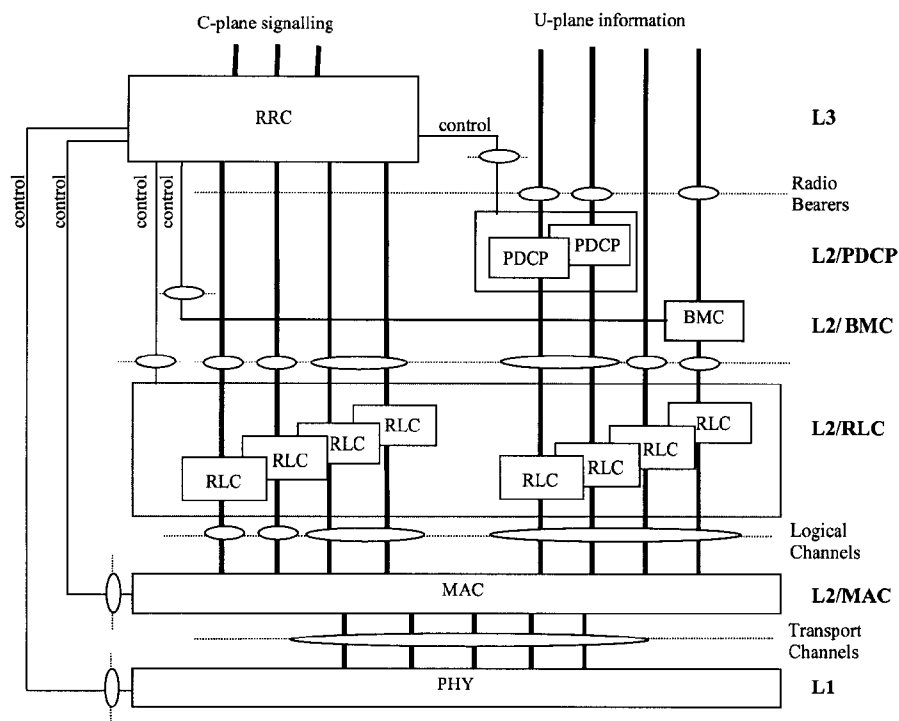 C-plane signalling
U-plane information
RRC
control
L3
control
control
control
control
Radio
Bearers
PDCP
PDCP
L2/PDCP
BMC
L2/BMC
RLC
RLC
RLC
RLC
RLC
RLC
RLC
RLC
L2/RLC
Logical
Channels
MAC
L2/MAC
Transport
Channels
PHY
L1